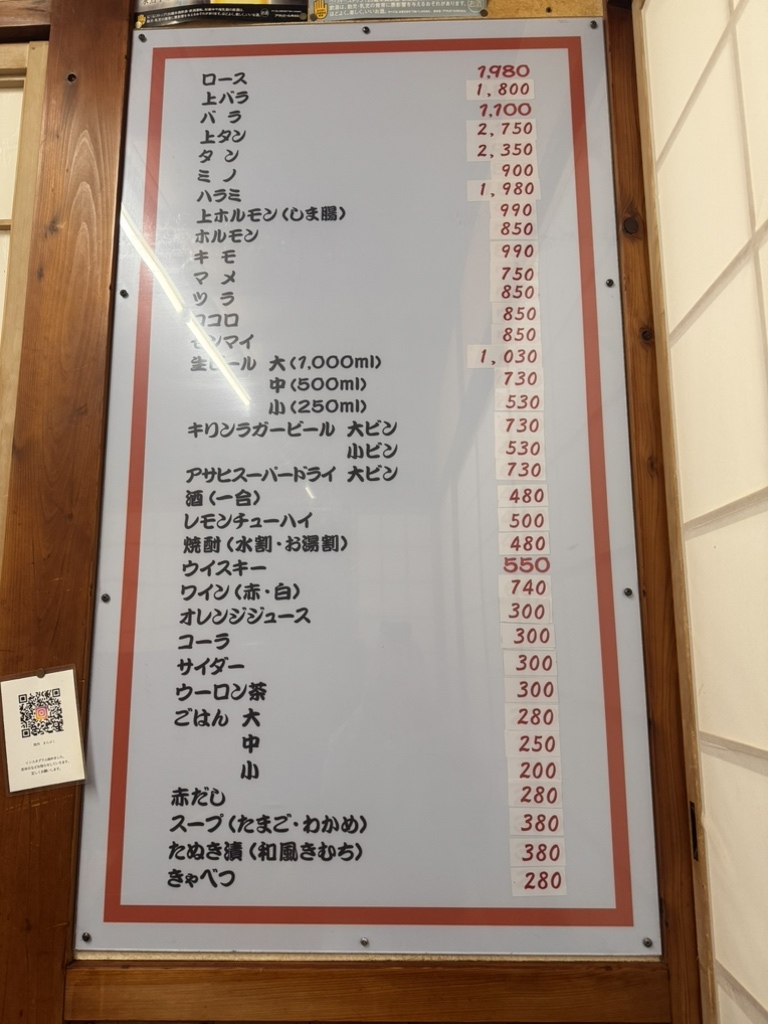 ロース 1,980
上バラ 1,800
バラ 1,100
上タン 2,750
タン 2,350
ミノ 900
ハラミ 1,980
上ホルモン(しま腸) 990
ホルモン 850
キモ 990
マメ 750
ツラ 850
ココロ 850
センマイ 850
生ビール 大(1,000ml) 1,030
中(500ml) 730
小(250ml) 530
キリンラガービール 大ビン 730
小ビン 530
アサヒスーパードライ 大ビン 730
酒(一合) 480
レモンチューハイ 500
焼酎(水割・お湯割) 480
ウイスキー 550
ワイン(赤・白) 740
オレンジジュース 300
コーラ 300
サイダー 300
ウーロン茶 300
ごはん 大 280
中 250
小 200
赤だし 280
スープ(たまご・わかめ) 380
たぬき漬(和風きむち) 380
きゃべつ 280